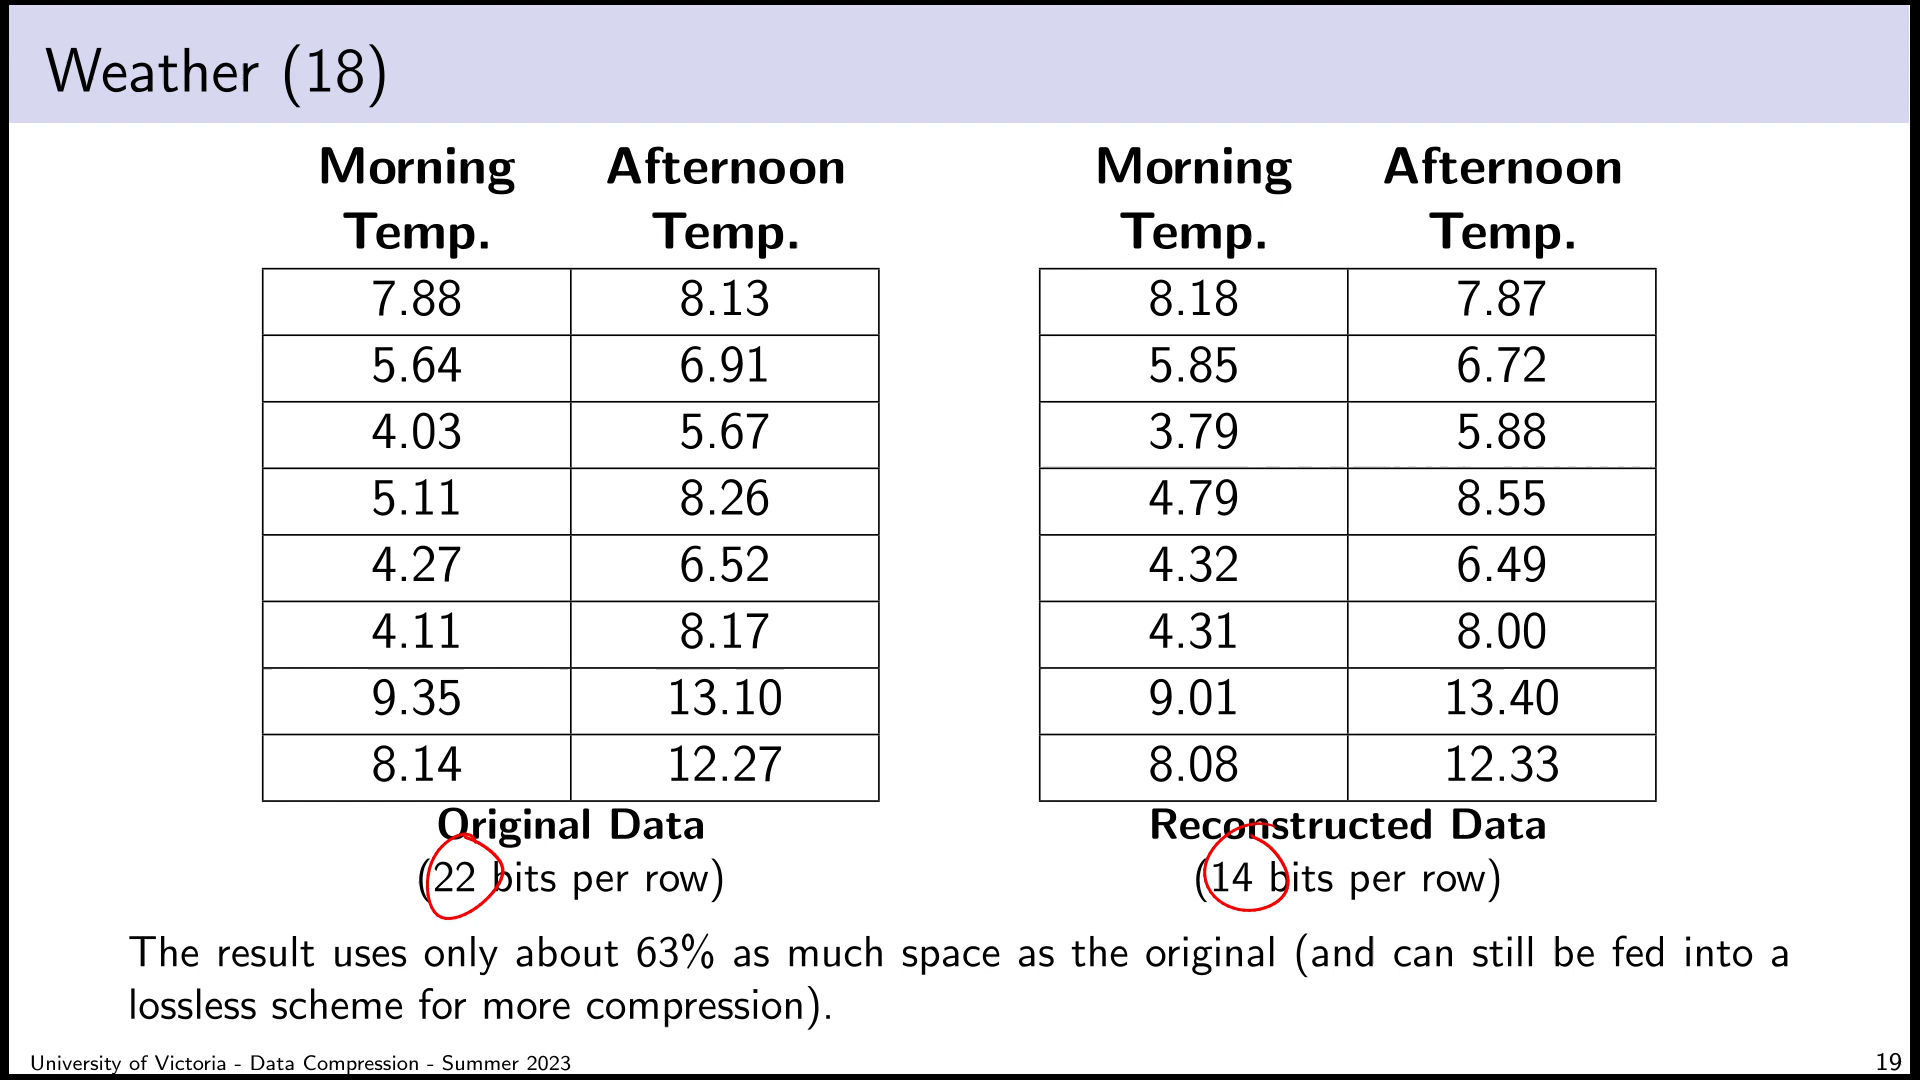 Weather (18)
Morning Afternoon Morning Afternoon
Temp. Temp. Temp. Temp.
7.88 8.13 8.18 7.87
5.64 6.91 5.85 6.72
4.03 5.67 3.79 5.88
5.11 8.26 4.79 8.55
4.27 6.52 4.32 6.49
4.11 8.17 4.31 8.00
9.35 13.10 9.01 13.40
8.14 12.27 8.08 12.33
Original Data Reconstructed Data
(22 bits per row) (14 bits per row)
The result uses only about 63% as much space as the original (and can still be fed into a
lossless scheme for more compression).
University of Victoria - Data Compression - Summer 2023 19